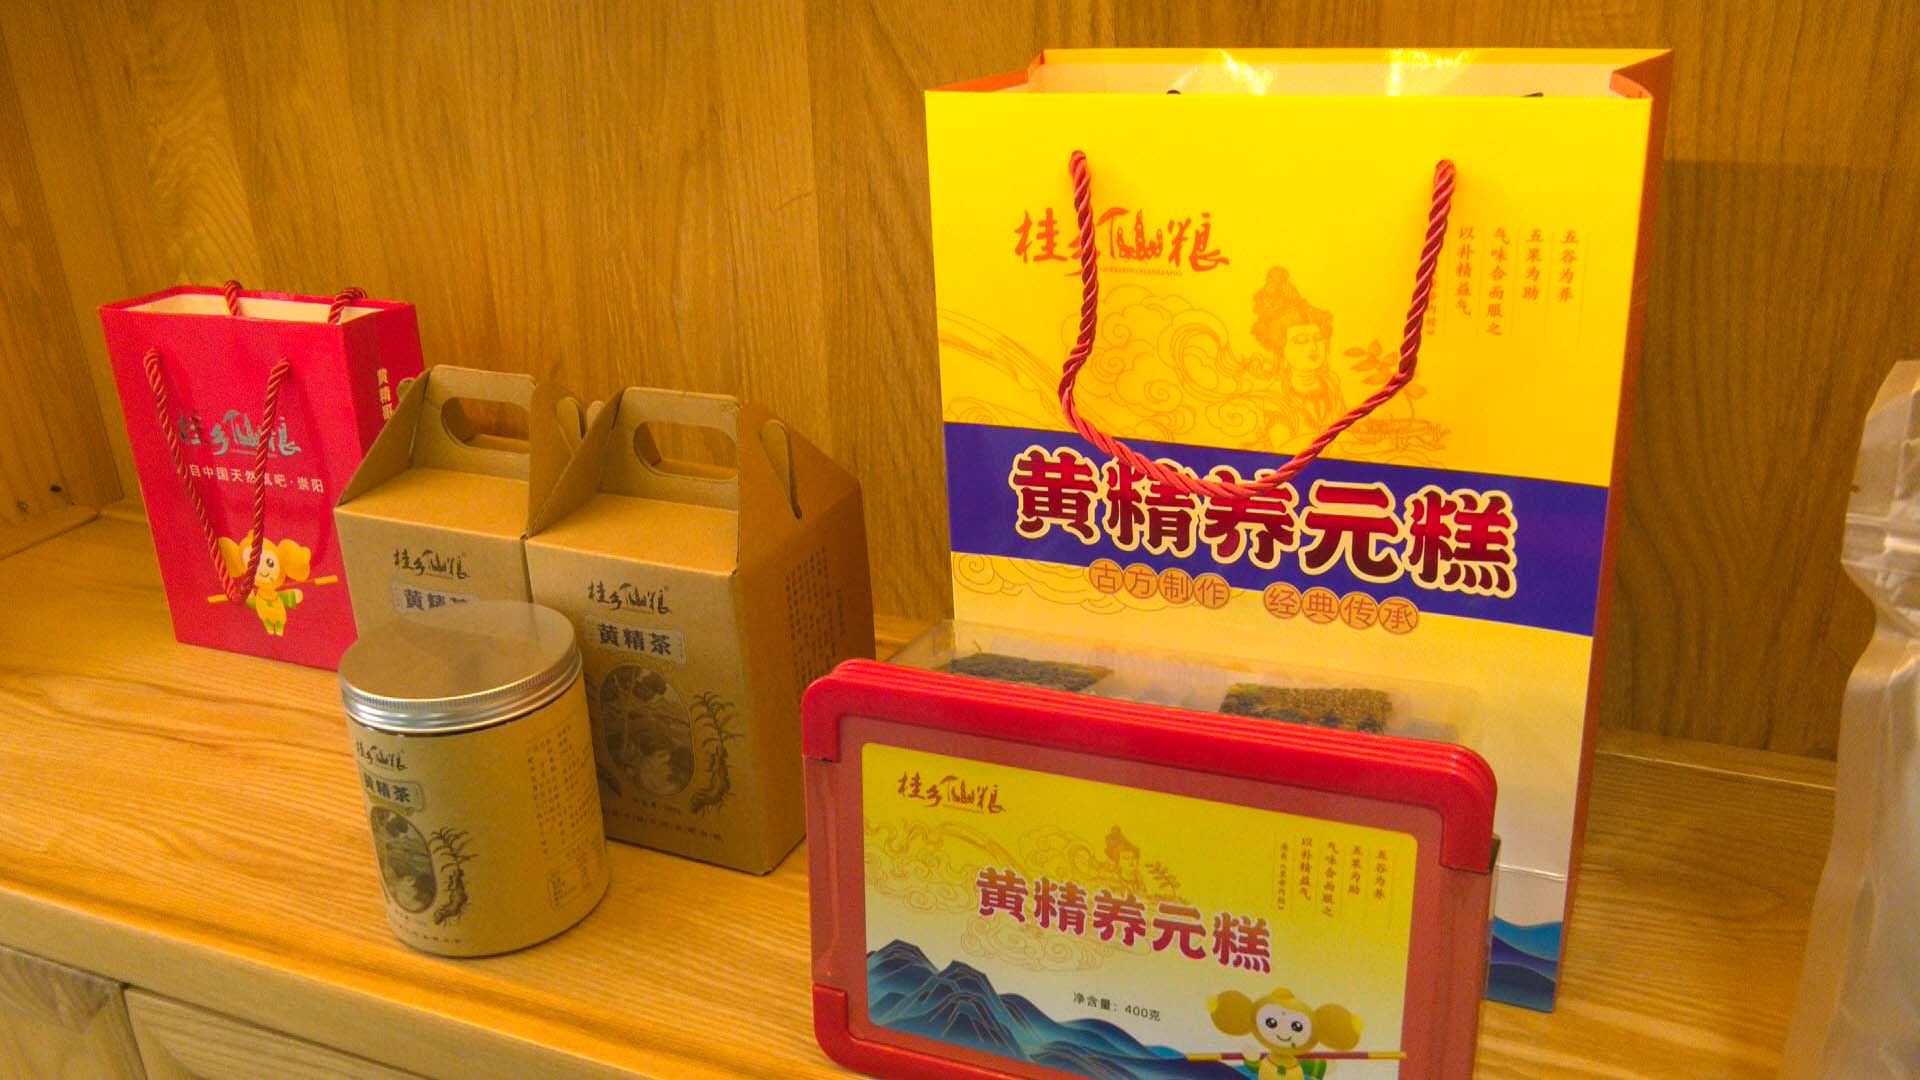 桂乡仙粮
自中国天然氧吧·崇阳
黄精
桂乡仙粮
黄精茶
桂乡仙粮
黄精茶
桂乡仙粮
黄精茶
桂乡仙粮
五谷为养
五果为助
气味合而服之
以补精益气
黄精养元糕
古方制作 经典传承
桂乡仙粮
五谷为养
五果为助
气味合而服之
以补精益气
黄精养元糕
净含量：400克